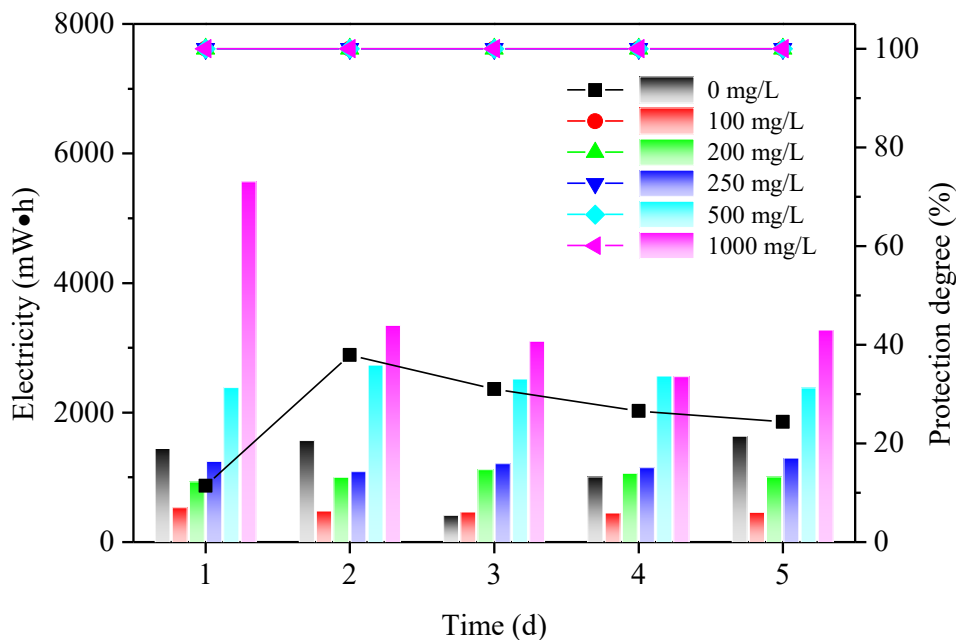 Electricity (mW●h)
8000
6000
4000
2000
0
0 mg/L
100 mg/L
200 mg/L
250 mg/L
500 mg/L
1000 mg/L
100
80
60
40
20
0
Protection degree (%)
1 2 3 4 5
Time (d)